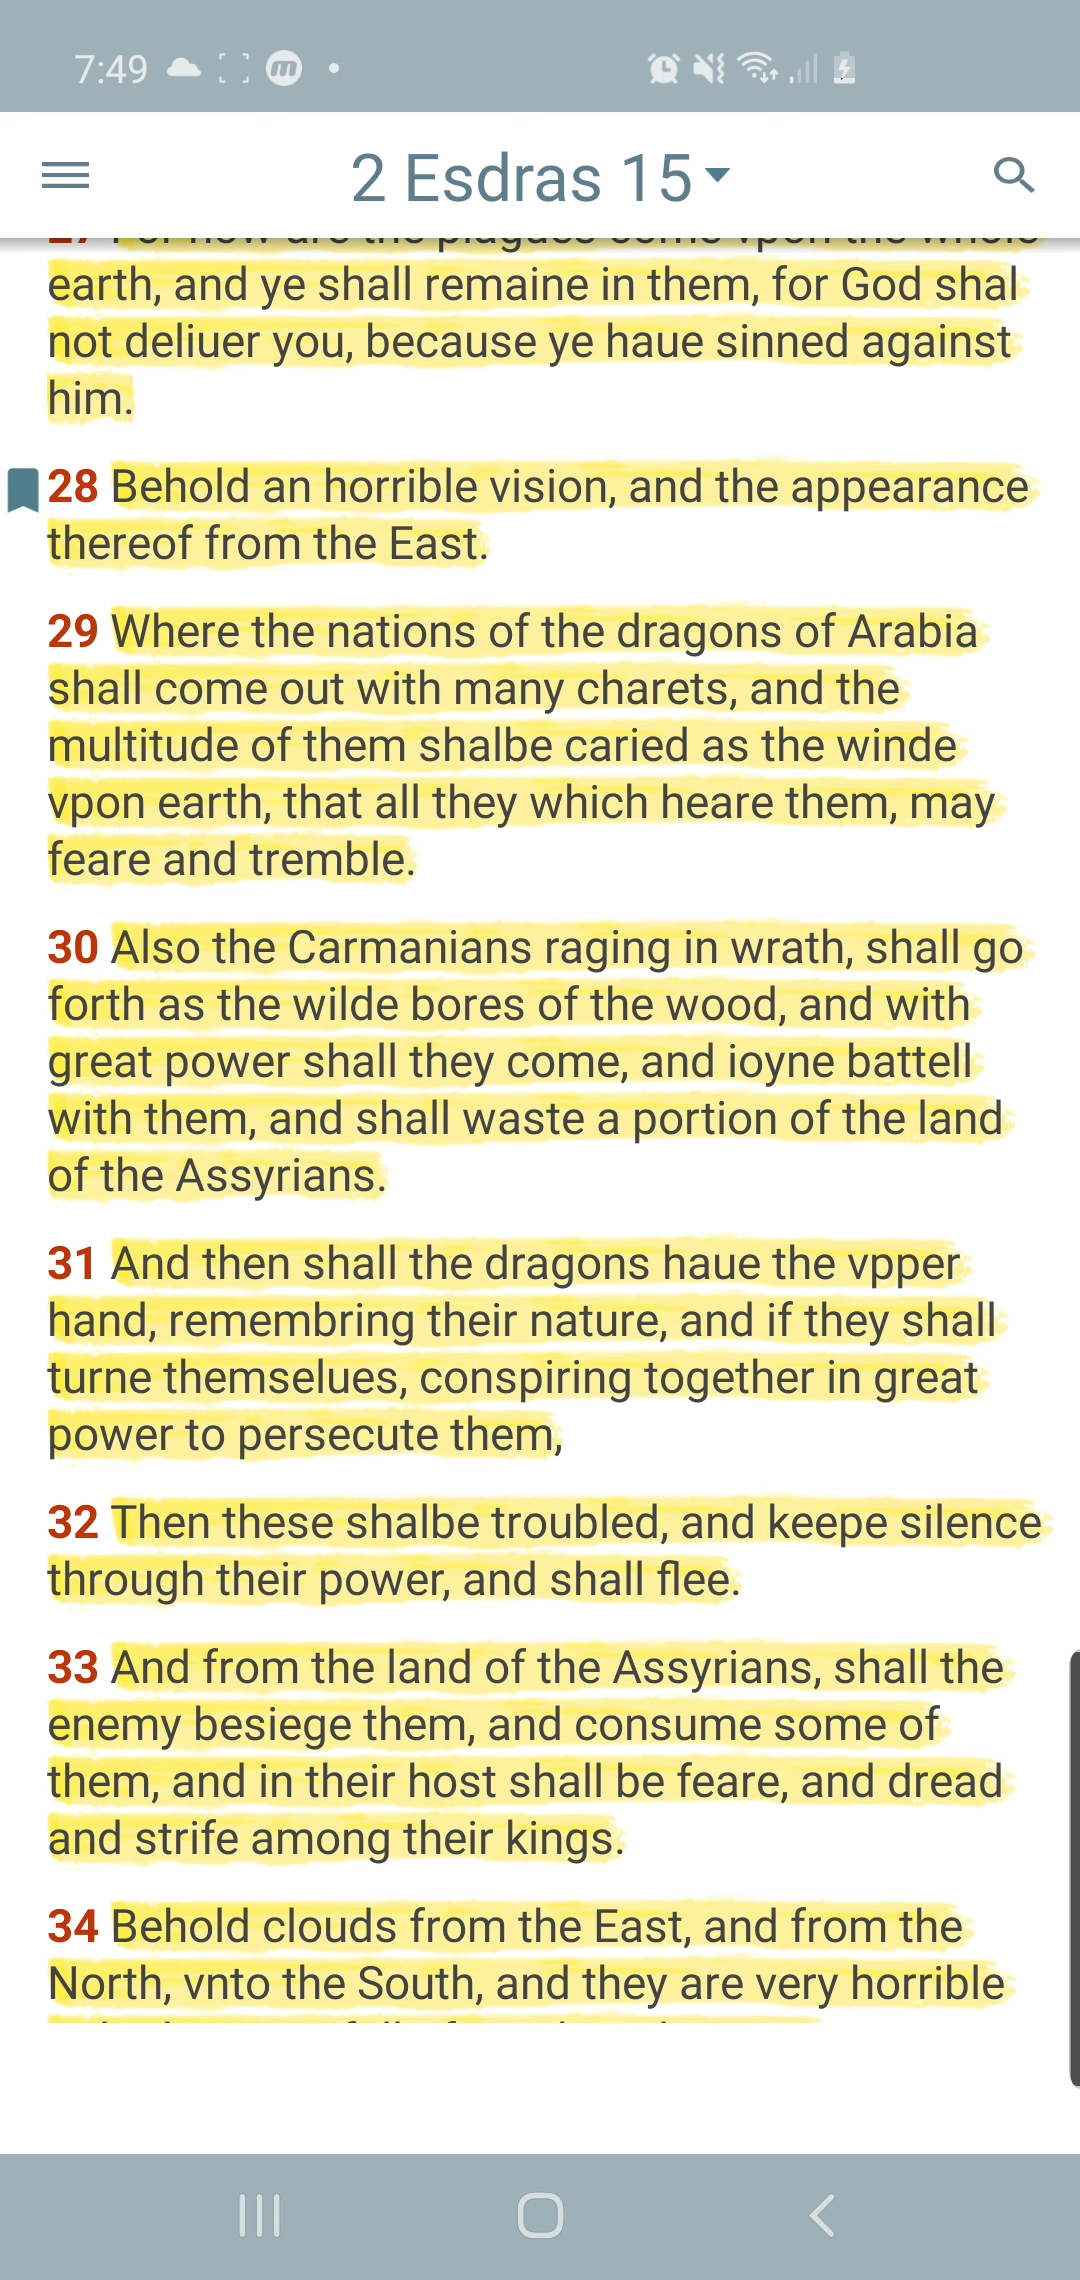 7:49
2 Esdras 15
27 For now are the plagues come vpon the whole
earth, and ye shall remaine in them, for God shal
not deliuer you, because ye haue sinned against
him.
28 Behold an horrible vision, and the appearance
thereof from the East.
29 Where the nations of the dragons of Arabia
shall come out with many charets, and the
multitude of them shalbe caried as the winde
vpon earth, that all they which heare them, may
feare and tremble.
30 Also the Carmanians raging in wrath, shall go
forth as the wilde bores of the wood, and with
great power shall they come, and ioyne battell
with them, and shall waste a portion of the land
of the Assyrians.
31 And then shall the dragons haue the vpper
hand, remembring their nature, and if they shall
turne themselues, conspiring together in great
power to persecute them,
32 Then these shalbe troubled, and keepe silence
through their power, and shall flee.
33 And from the land of the Assyrians, shall the
enemy besiege them, and consume some of
them, and in their host shall be feare, and dread
and strife among their kings.
34 Behold clouds from the East, and from the
North, vnto the South, and they are very horrible